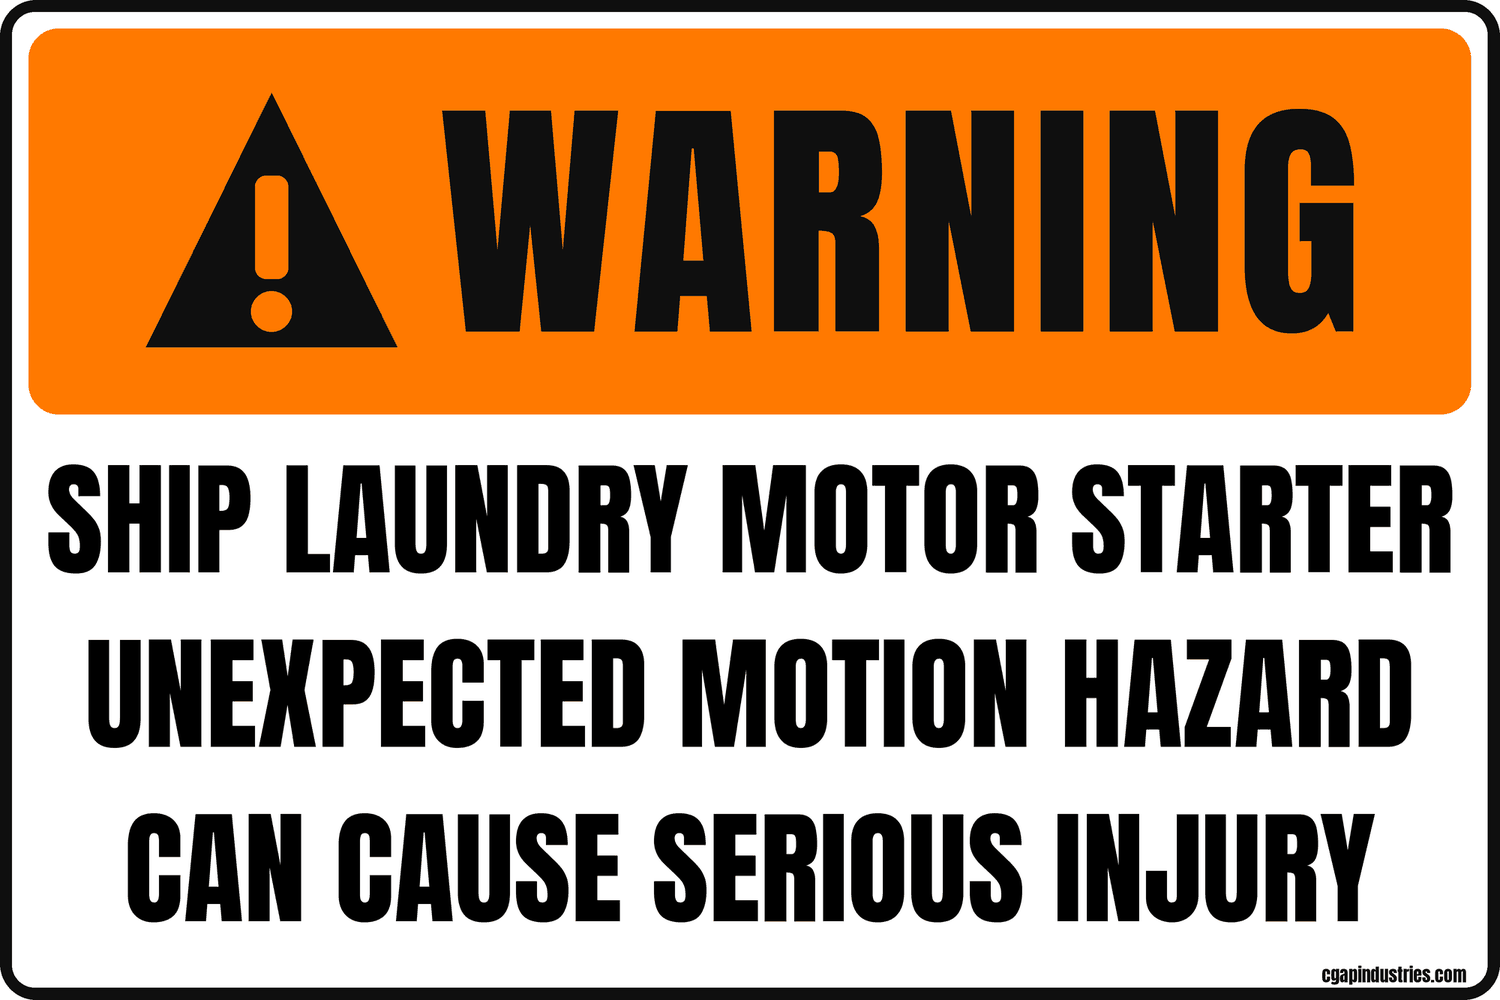 WARNING
SHIP LAUNDRY MOTOR STARTER
UNEXPECTED MOTION HAZARD
CAN CAUSE SERIOUS INJURY
cgapindustries.com